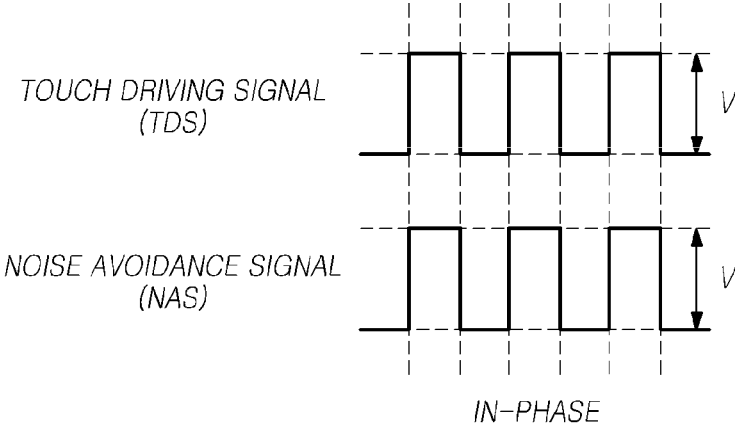 TOUCH DRIVING SIGNAL
(TDS)
V
NOISE AVOIDANCE SIGNAL
(NAS)
V
IN-PHASE